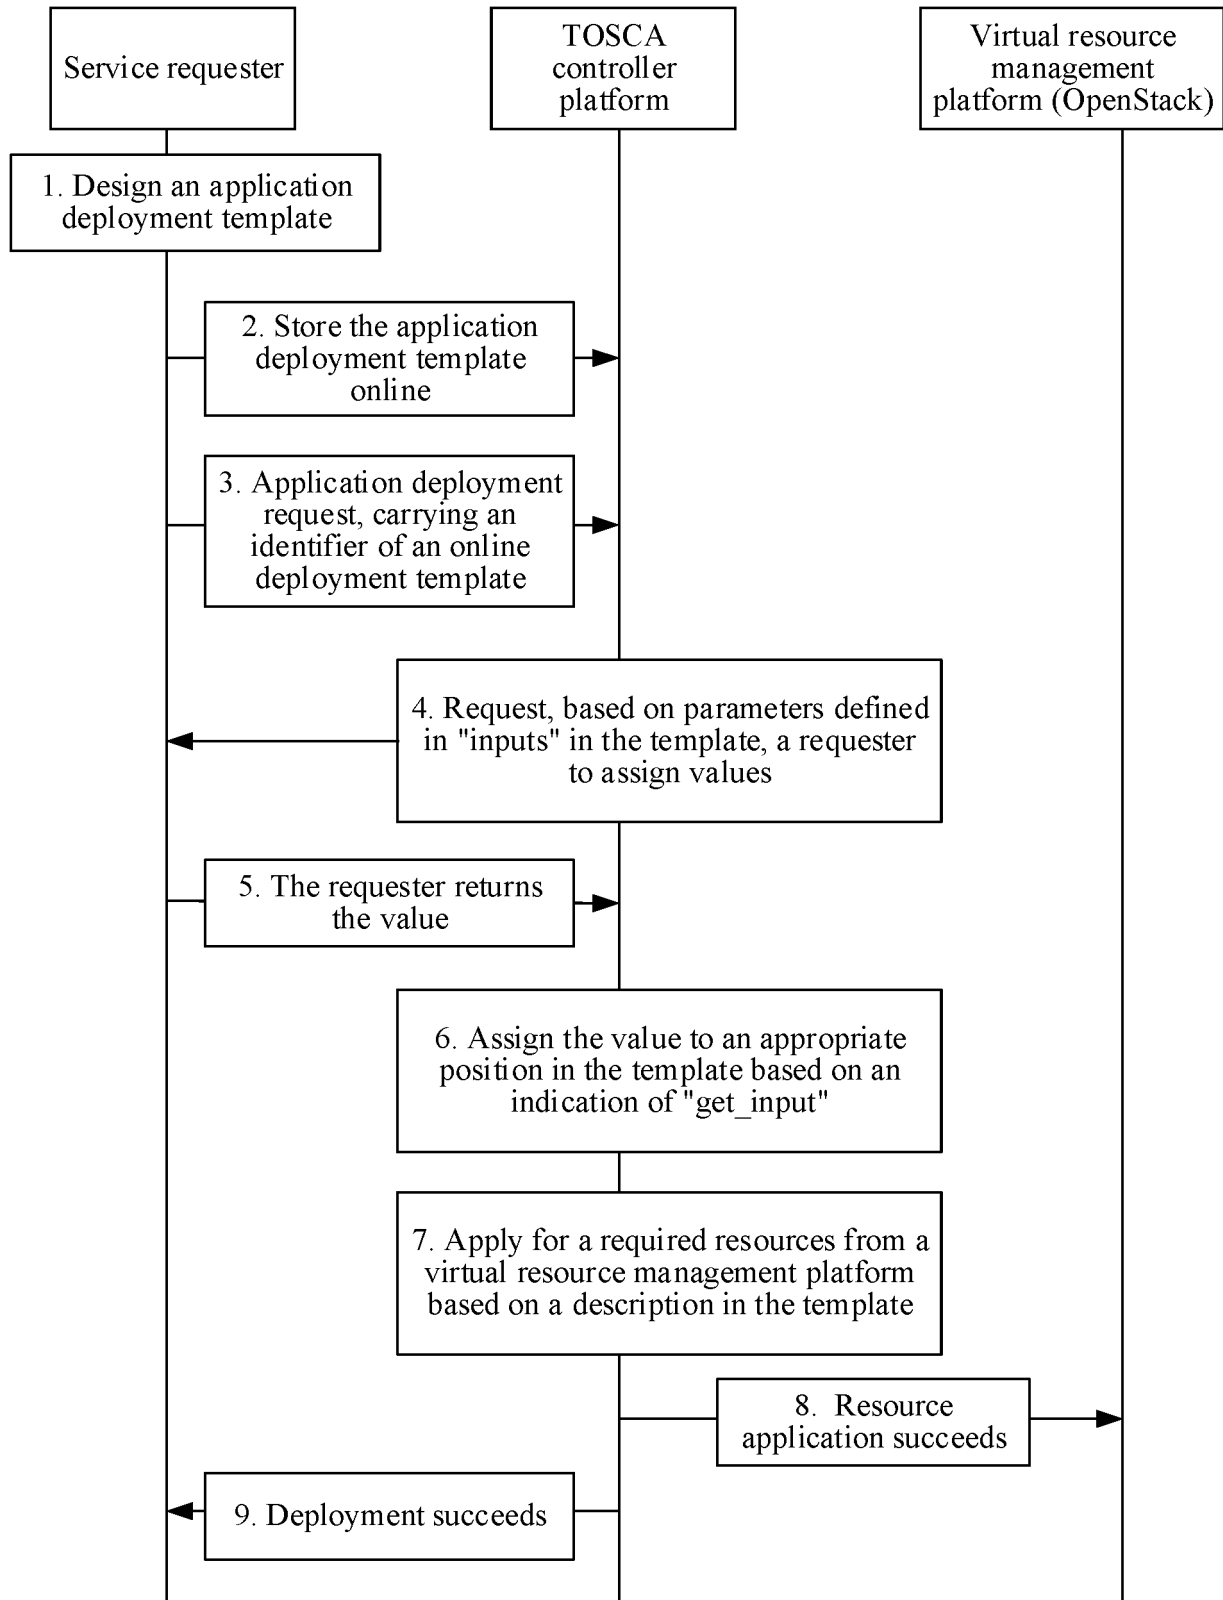 Service requester
TOSCA
controller
platform
Virtual resource
management
platform (OpenStack)
1. Design an application
deployment template
2. Store the application
deployment template
online
3. Application deployment
request, carrying an
identifier of an online
deployment template
4. Request, based on parameters defined
in "inputs" in the template, a requester
to assign values
5. The requester returns
the value
6. Assign the value to an appropriate
position in the template based on an
indication of "get_input"
7. Apply for a required resources from a
virtual resource management platform
based on a description in the template
8. Resource
application succeeds
9. Deployment succeeds